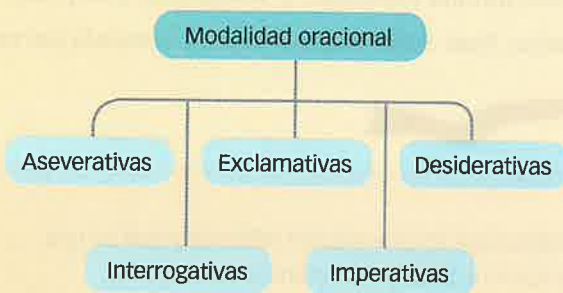 Modalidad oracional
Aseverativas
Exclamativas
Desiderativas
Interrogativas
Imperativas